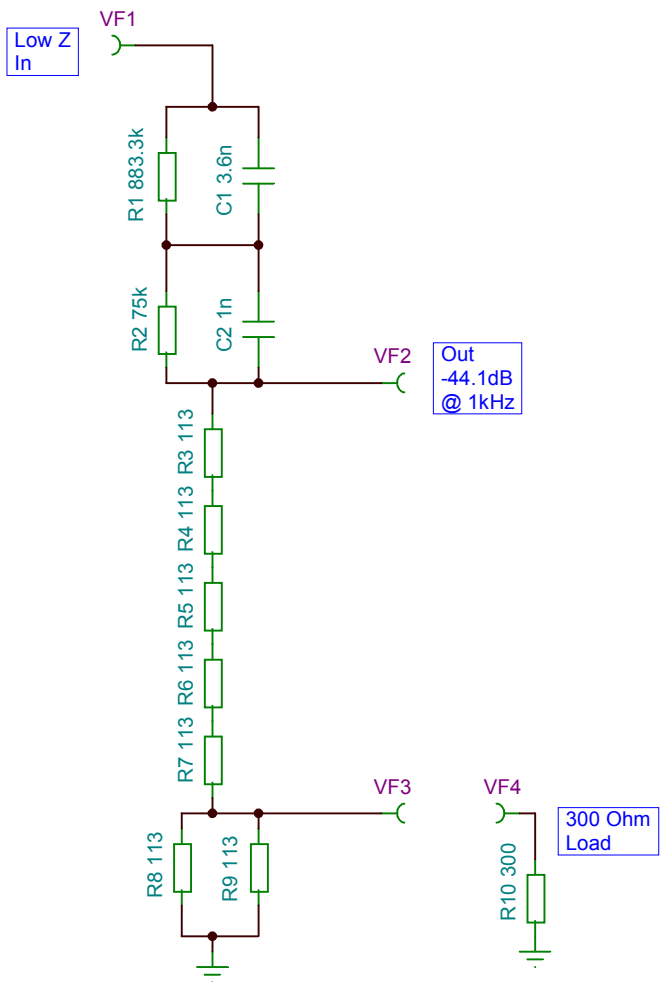 VF1
Low Z
In
R1 883.3k
C1 3.6n
R2 75k
C2 1n
VF2
Out
-44.1dB
@ 1kHz
R3 113
R4 113
R5 113
R6 113
R7 113
VF3
VF4
300 Ohm
Load
R8 113
R9 113
R10 300